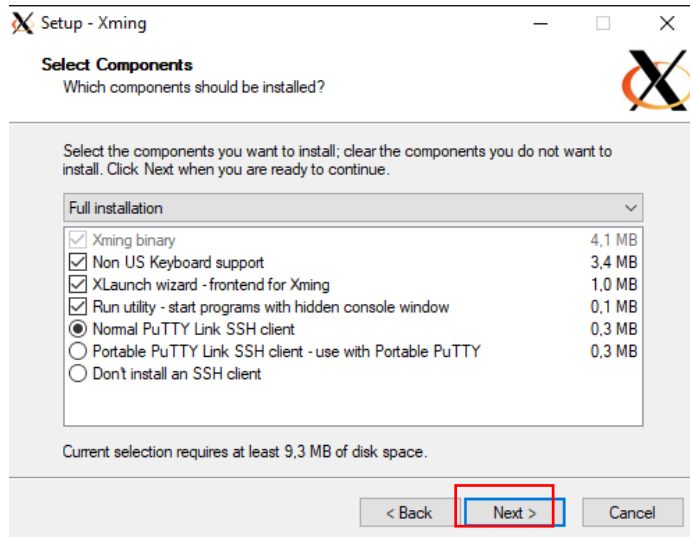 Setup - Xming
Select Components
Which components should be installed?
Select the components you want to install; clear the components you do not want to
install. Click Next when you are ready to continue.
Full installation
Xming binary 4,1 MB
Non US Keyboard support 3,4 MB
XLaunch wizard - frontend for Xming 1,0 MB
Run utility - start programs with hidden console window 0,1 MB
Normal PuTTY Link SSH client 0,3 MB
Portable PuTTY Link SSH client - use with Portable PuTTY 0,3 MB
Don't install an SSH client
Current selection requires at least 9,3 MB of disk space.
< Back Next > Cancel